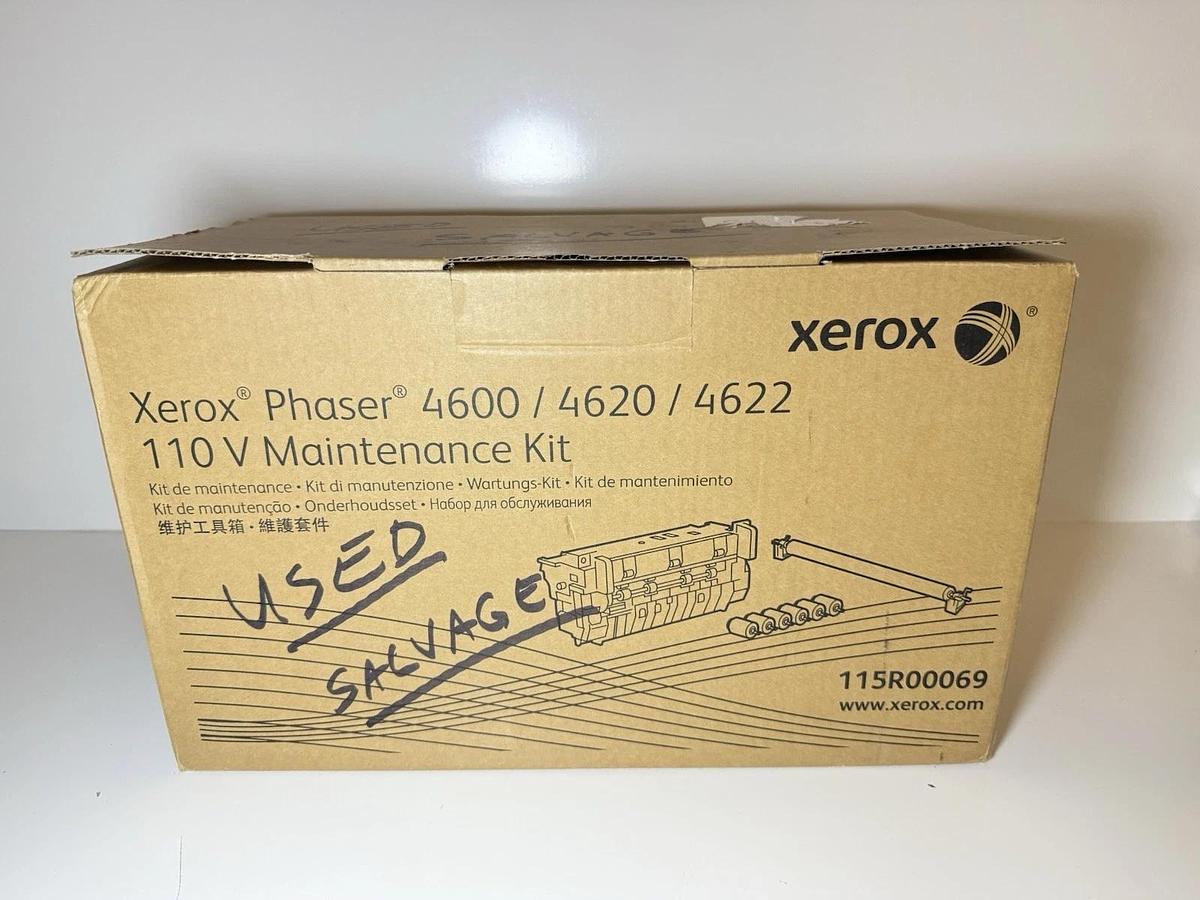 USED
SALVAGE
xerox ®
Xerox® Phaser® 4600 / 4620 / 4622
110 V Maintenance Kit
Kit de maintenance • Kit di manutenzione • Wartungs-Kit • Kit de mantenimiento
Kit de manutenção • Onderhoudsset • Набор для обслуживания
维护工具箱 • 維護套件
USED
SALVAGE
115R00069
www.xerox.com